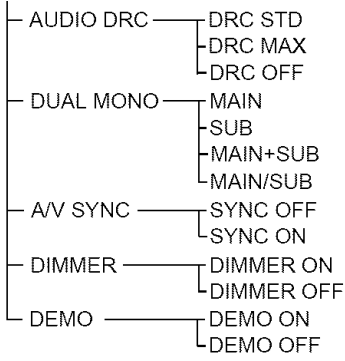 AUDIO DRC DRC STD
DRC MAX
DRC OFF
DUAL MONO MAIN
SUB
MAIN+SUB
MAIN/SUB
A/V SYNC SYNC OFF
SYNC ON
DIMMER DIMMER ON
DIMMER OFF
DEMO DEMO ON
DEMO OFF